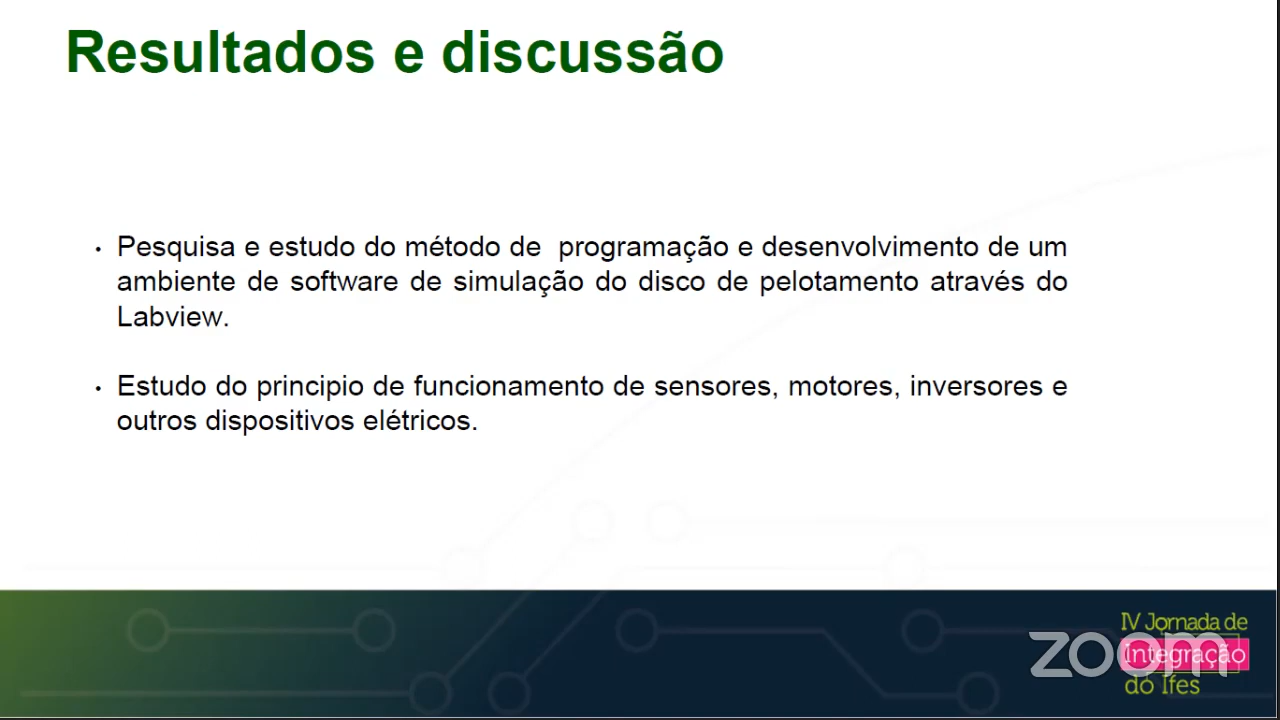 Resultados e discussão
• Pesquisa e estudo do método de programação e desenvolvimento de um
ambiente de software de simulação do disco de pelotamento através do
Labview.
• Estudo do principio de funcionamento de sensores, motores, inversores e
outros dispositivos elétricos.
IV Jornada de
Integração
do Ifes
zoom